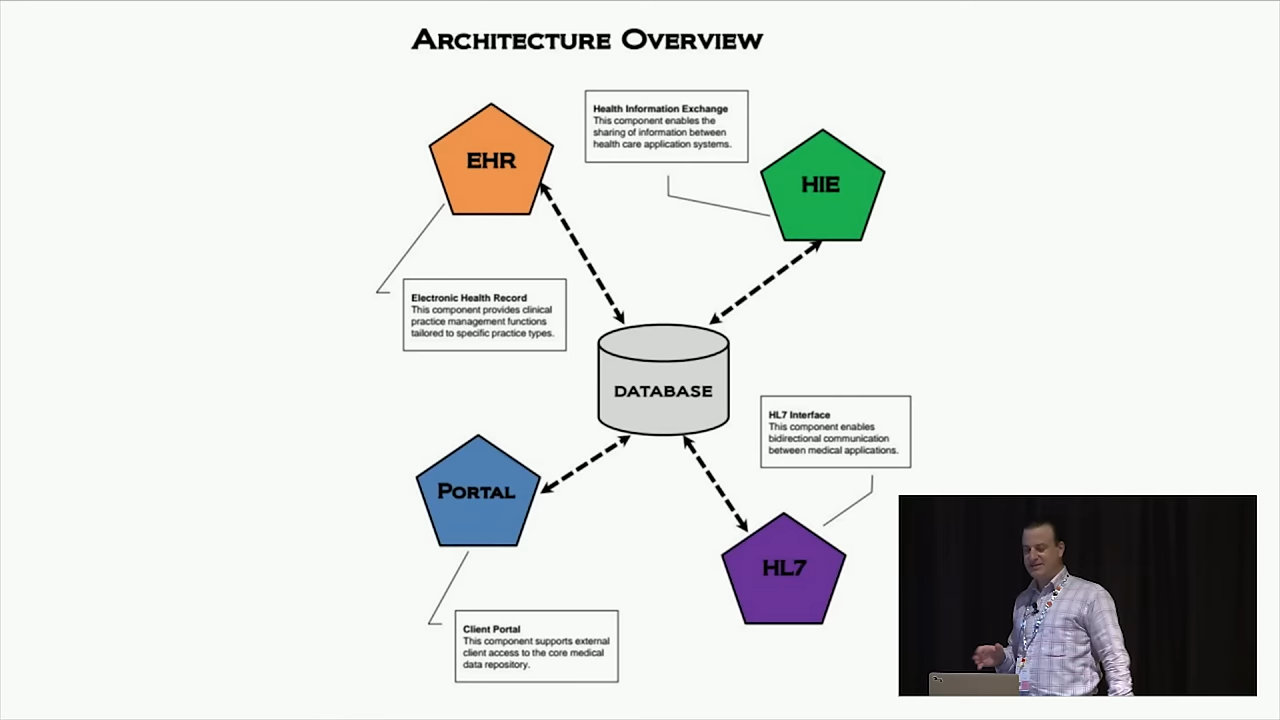 ARCHITECTURE OVERVIEW
EHR
Health Information Exchange
This component enables the
sharing of information between
health care application systems.
HIE
Electronic Health Record
This component provides clinical
practice management functions
tailored to specific practice types.
DATABASE
HL7 Interface
This component enables
bidirectional communication
between medical applications.
PORTAL
HL7
Client Portal
This component supports external
client access to the core medical
data repository.